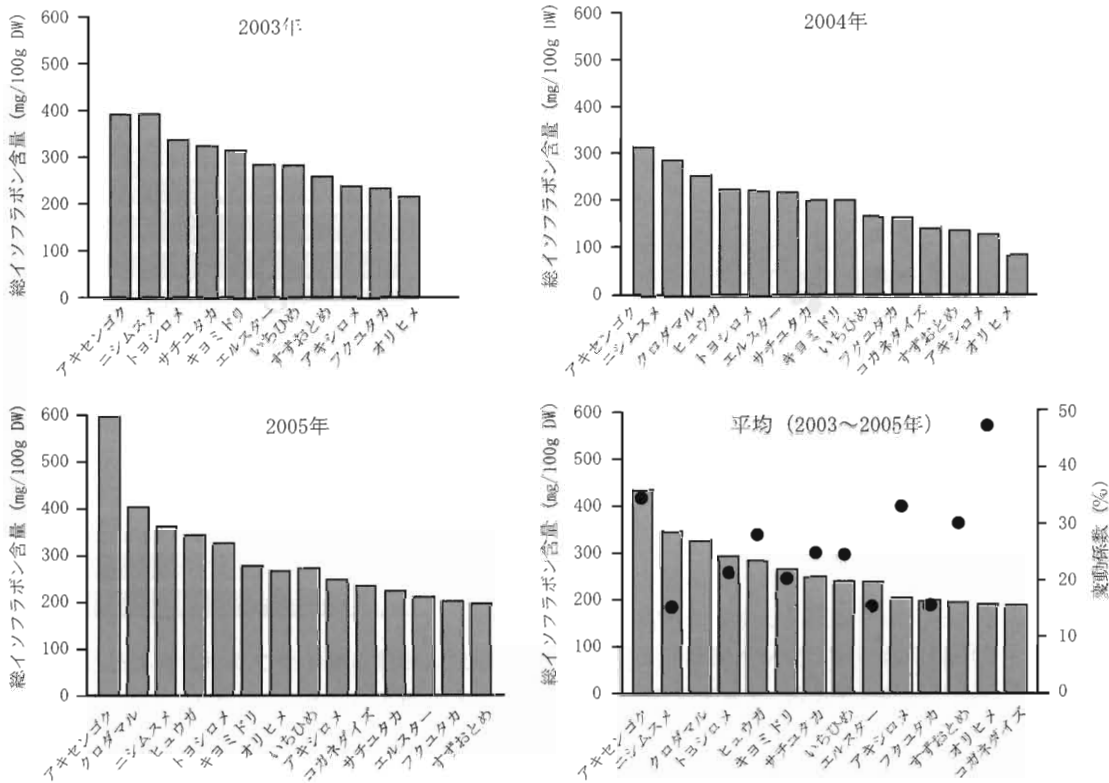 2003年
総イソフラボン含量 (mg/100g DW)
600
500
400
300
200
100
0
アキセンゴク
ニシムスメ
トヨシロメ
サチユタカ
キヨミドリ
エルスター
いちひめ
すずおとめ
アキシロメ
フクユタカ
オリヒメ
2004年
総イソフラボン含量 (mg/100g DW)
600
500
400
300
200
100
0
アキセンゴク
ニシムスメ
クロダマル
ヒュウガ
トヨシロメ
エルスター
サチユタカ
キヨミドリ
いちひめ
フクユタカ
コガネダイズ
すずおとめ
アキシロメ
オリヒメ
2005年
総イソフラボン含量 (mg/100g DW)
600
500
400
300
200
100
0
アキセンゴク
クロダマル
ニシムスメ
ヒュウガ
トヨシロメ
キヨミドリ
オリヒメ
いちひめ
アキシロメ
コガネダイズ
サチユタカ
エルスター
フクユタカ
すずおとめ
平均 (2003～2005年)
総イソフラボン含量 (mg/100g DW)
600
500
400
300
200
100
0
50
40
30
20
10
0
変動係数 (%)
アキセンゴク
ニシムスメ
クロダマル
トヨシロメ
ヒュウガ
キヨミドリ
サチユタカ
いちひめ
エルスター
アキシロメ
フクユタカ
すずおとめ
オリヒメ
コガネダイズ